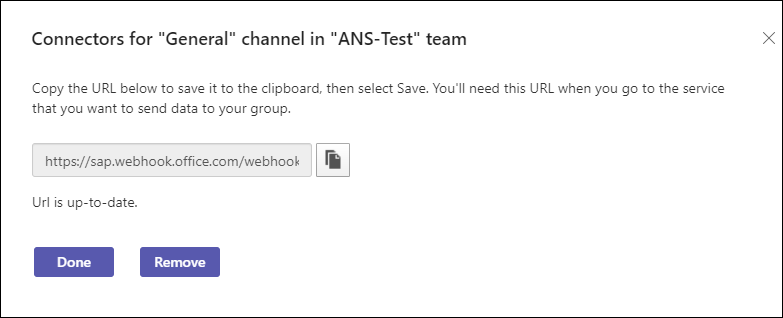 Connectors for "General" channel in "ANS-Test" team
Copy the URL below to save it to the clipboard, then select Save. You'll need this URL when you go to the service
that you want to send data to your group.
https://sap.webhook.office.com/webhook
Url is up-to-date.
Done Remove